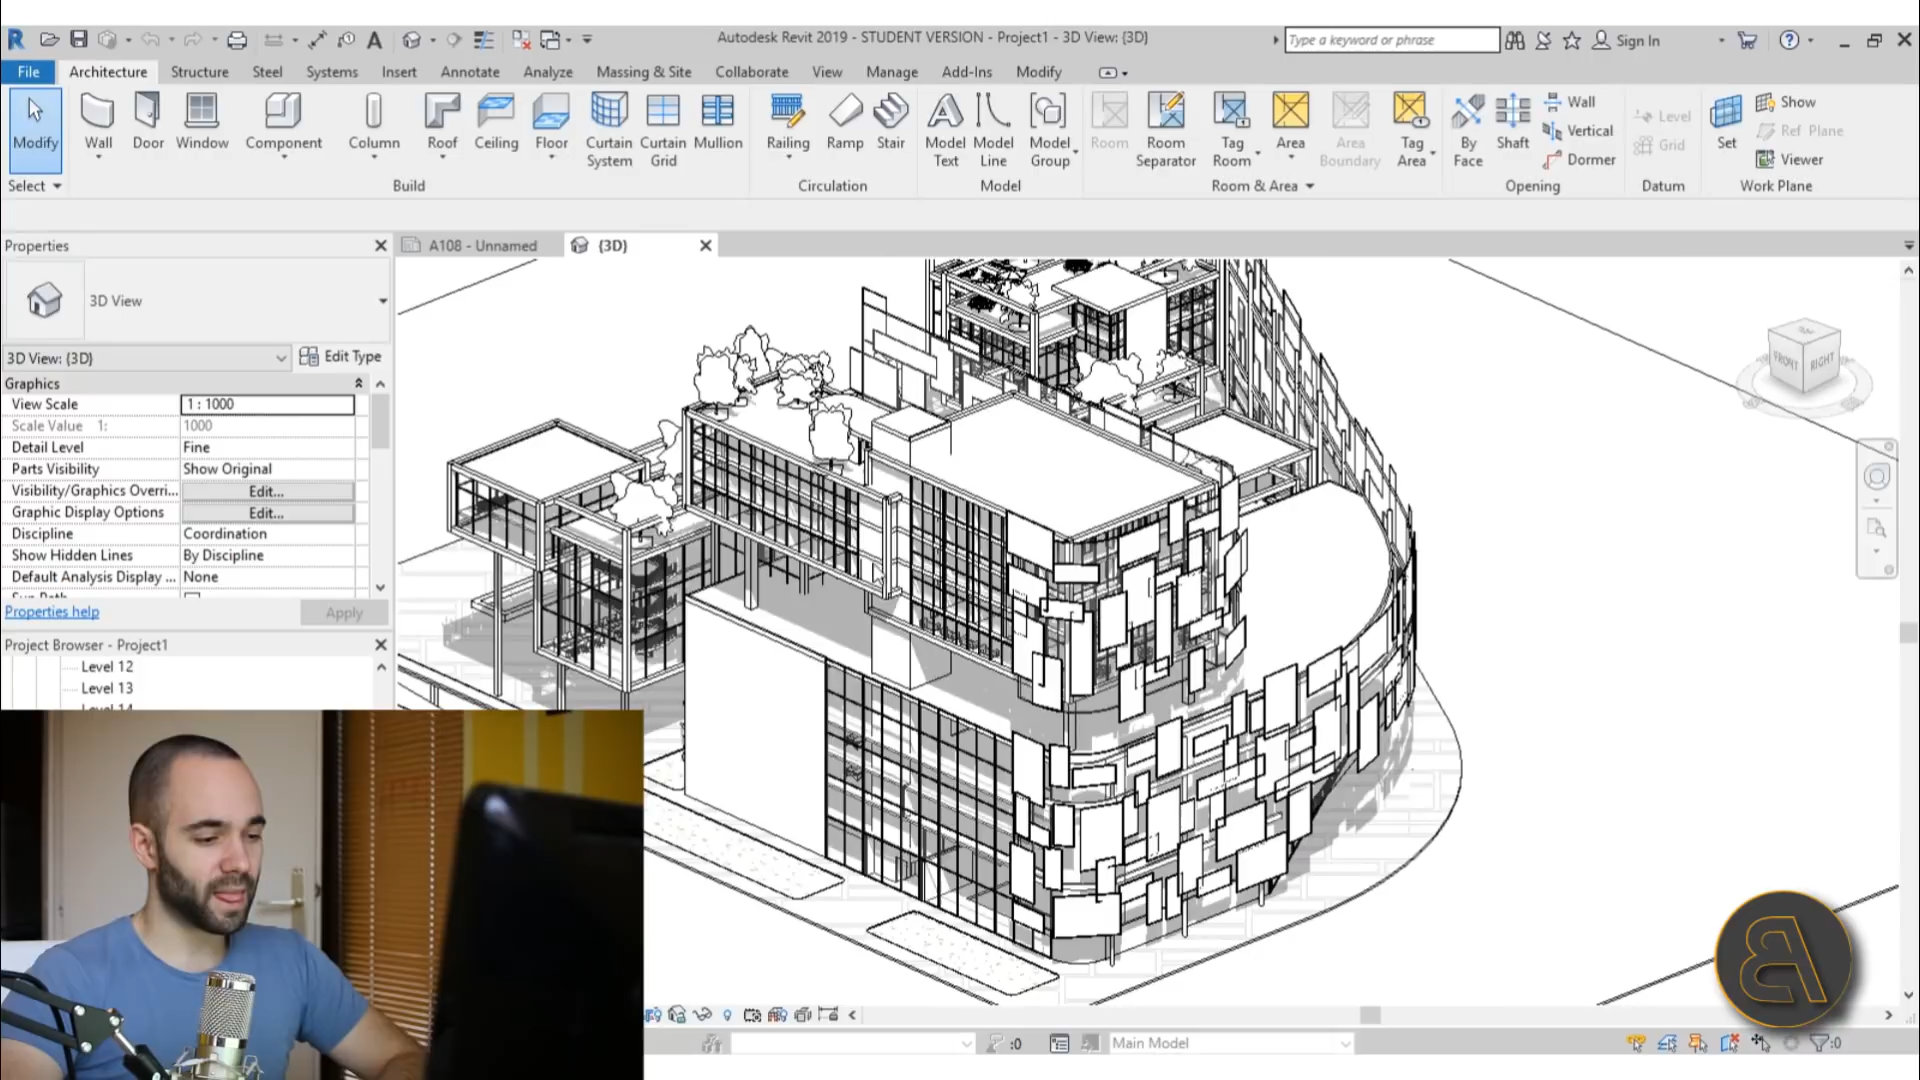 Autodesk Revit 2019 - STUDENT VERSION - Project1 - 3D View: {3D}
Type a keyword or phrase
Sign In
File Architecture Structure Steel Systems Insert Annotate Analyze Massing & Site Collaborate View Manage Add-Ins Modify
Modify Wall Door Window Component Column Roof Ceiling Floor Curtain System Curtain Grid Mullion Railing Ramp Stair Model Text Model Line Model Group Room Room Separator Tag Room Area Area Boundary Tag Area By Face Shaft Wall Vertical Dormer Level Grid Set Show Ref Plane Viewer
Select Build Circulation Model Room & Area Opening Datum Work Plane
Properties
A108 - Unnamed
{3D}
3D View
3D View: {3D}
Edit Type
Graphics
View Scale 1 : 1000
Scale Value 1: 1000
Detail Level Fine
Parts Visibility Show Original
Visibility/Graphics Overri... Edit...
Graphic Display Options Edit...
Discipline Coordination
Show Hidden Lines By Discipline
Default Analysis Display ... None
Properties help
Apply
Project Browser - Project1
Level 12
Level 13
FRONT
RIGHT
:0
Main Model
:0